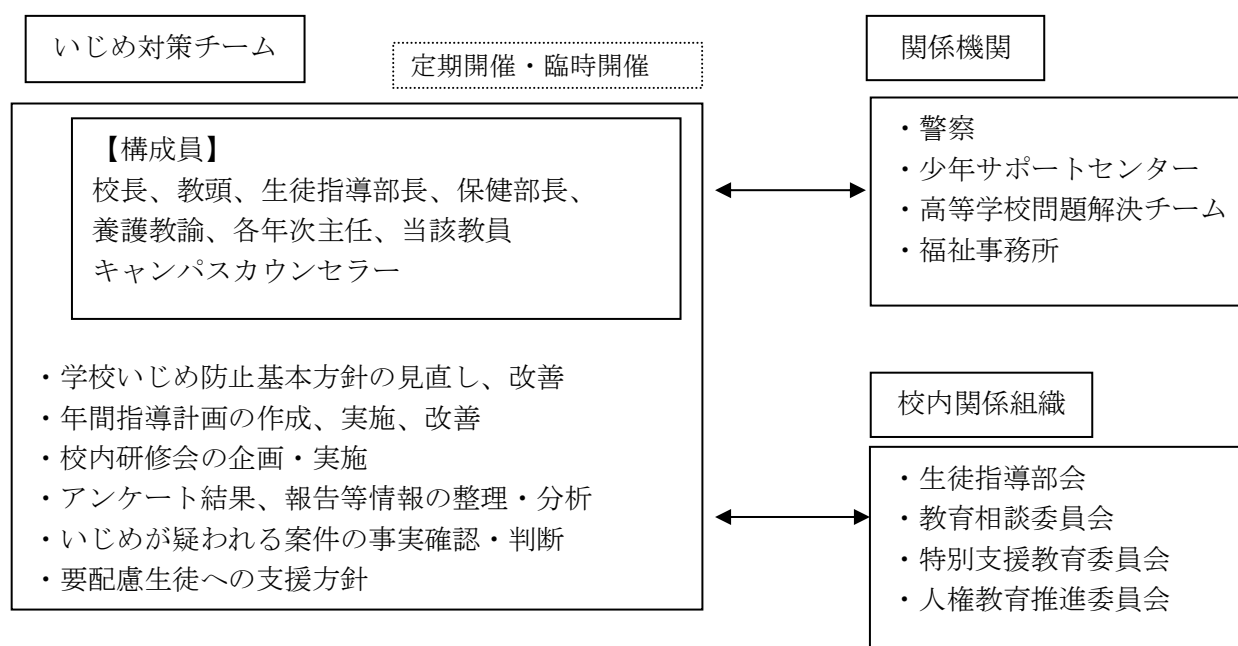 いじめ対策チーム
定期開催・臨時開催
【構成員】
校長、教頭、生徒指導部長、保健部長、
養護教諭、各年次主任、当該教員
キャンパスカウンセラー
・学校いじめ防止基本方針の見直し、改善
・年間指導計画の作成、実施、改善
・校内研修会の企画・実施
・アンケート結果、報告等情報の整理・分析
・いじめが疑われる案件の事実確認・判断
・要配慮生徒への支援方針
関係機関
・警察
・少年サポートセンター
・高等学校問題解決チーム
・福祉事務所
校内関係組織
・生徒指導部会
・教育相談委員会
・特別支援教育委員会
・人権教育推進委員会